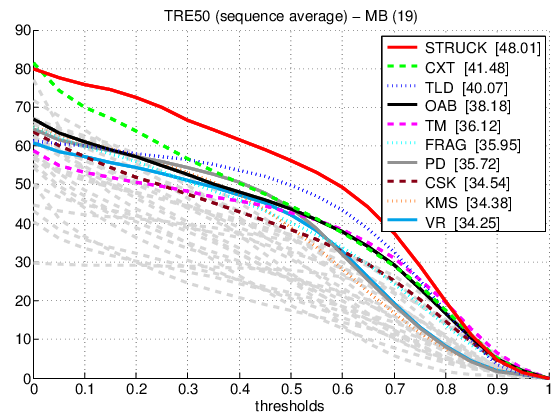 TRE50 (sequence average) − MB (19)
90
80
70
60
50
40
30
20
10
0
0 0.1 0.2 0.3 0.4 0.5 0.6 0.7 0.8 0.9 1
thresholds
STRUCK [48.01]
CXT [41.48]
TLD [40.07]
OAB [38.18]
TM [36.12]
FRAG [35.95]
PD [35.72]
CSK [34.54]
KMS [34.38]
VR [34.25]